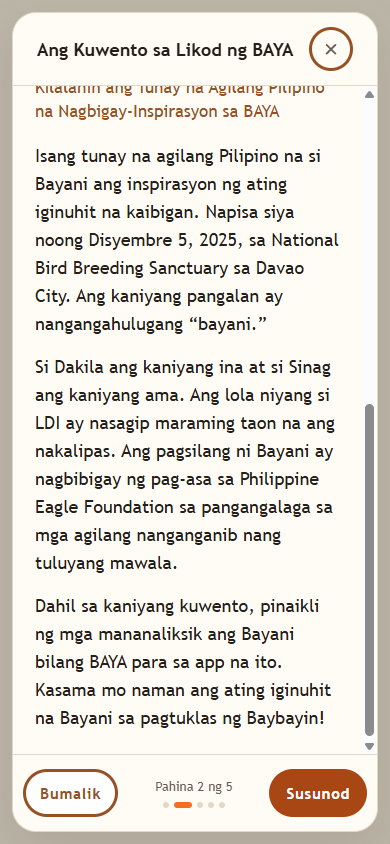 Ang Kuwento sa Likod ng BAYA
Kilalanin ang Tunay na Agilang Pilipino
na Nagbigay-Inspirasyon sa BAYA
Isang tunay na agilang Pilipino na si
Bayani ang inspirasyon ng ating
iginuhit na kaibigan. Napisa siya
noong Disyembre 5, 2025, sa National
Bird Breeding Sanctuary sa Davao
City. Ang kaniyang pangalan ay
nangangahulugang “bayani.”
Si Dakila ang kaniyang ina at si Sinag
ang kaniyang ama. Ang lola niyang si
LDI ay nasagip maraming taon na ang
nakalipas. Ang pagsilang ni Bayani ay
nagbibigay ng pag-asa sa Philippine
Eagle Foundation sa pangangalaga sa
mga agilang nanganganib nang
tuluyang mawala.
Dahil sa kaniyang kuwento, pinaikli
ng mga mananaliksik ang Bayani
bilang BAYA para sa app na ito.
Kasama mo naman ang ating iginuhit
na Bayani sa pagtuklas ng Baybayin!
Bumalik
Pahina 2 ng 5
Susunod